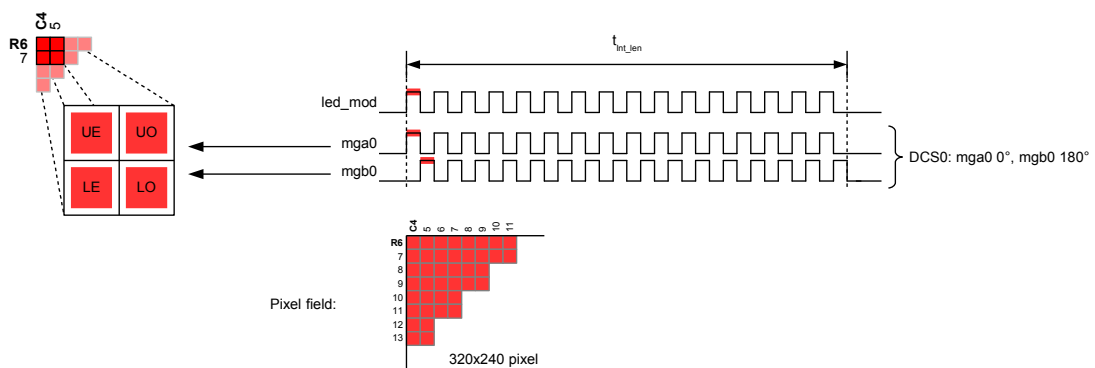 C4
5
R6
7
t_Int_len
led_mod
UE UO
mga0
DCS0: mga0 0°, mgb0 180°
mgb0
LE LO
C4 5 6 7 8 9 10 11
R6
7
8
9
Pixel field:
10
11
12
13
320x240 pixel